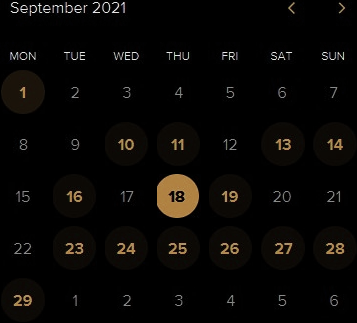 September 2021
MON TUE WED THU FRI SAT SUN
1 2 3 4 5 6 7
8 9 10 11 12 13 14
15 16 17 18 19 20 21
22 23 24 25 26 27 28
29 1 2 3 4 5 6